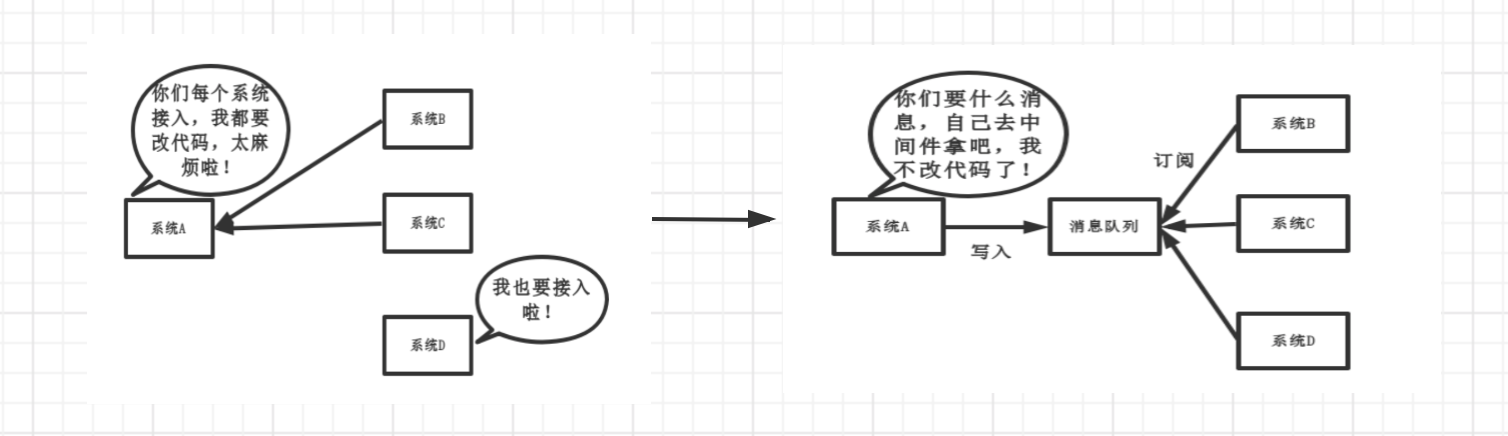 你们每个系统
接入，我都要
改代码，太麻
烦啦！
系统A
系统B
系统C
我也要接入
啦！
系统D
你们要什么消
息，自己去中
间件拿吧，我
不改代码了！
系统A
写入
消息队列
订阅
系统B
系统C
系统D